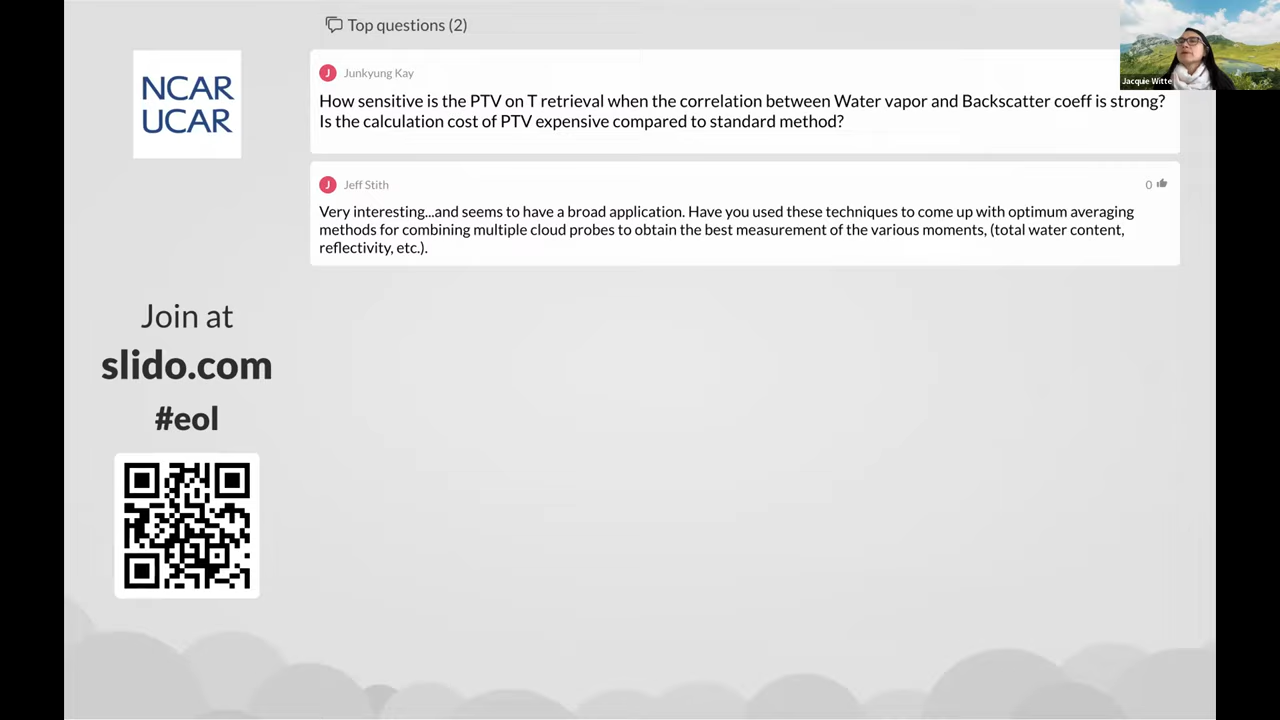 Top questions (2)
NCAR
UCAR
J Junkyung Kay
How sensitive is the PTV on T retrieval when the correlation between Water vapor and Backscatter coeff is strong?
Is the calculation cost of PTV expensive compared to standard method?
J Jeff Stith
0
Very interesting...and seems to have a broad application. Have you used these techniques to come up with optimum averaging
methods for combining multiple cloud probes to obtain the best measurement of the various moments, (total water content,
reflectivity, etc.).
Join at
slido.com
#eol
Jacquie Witte